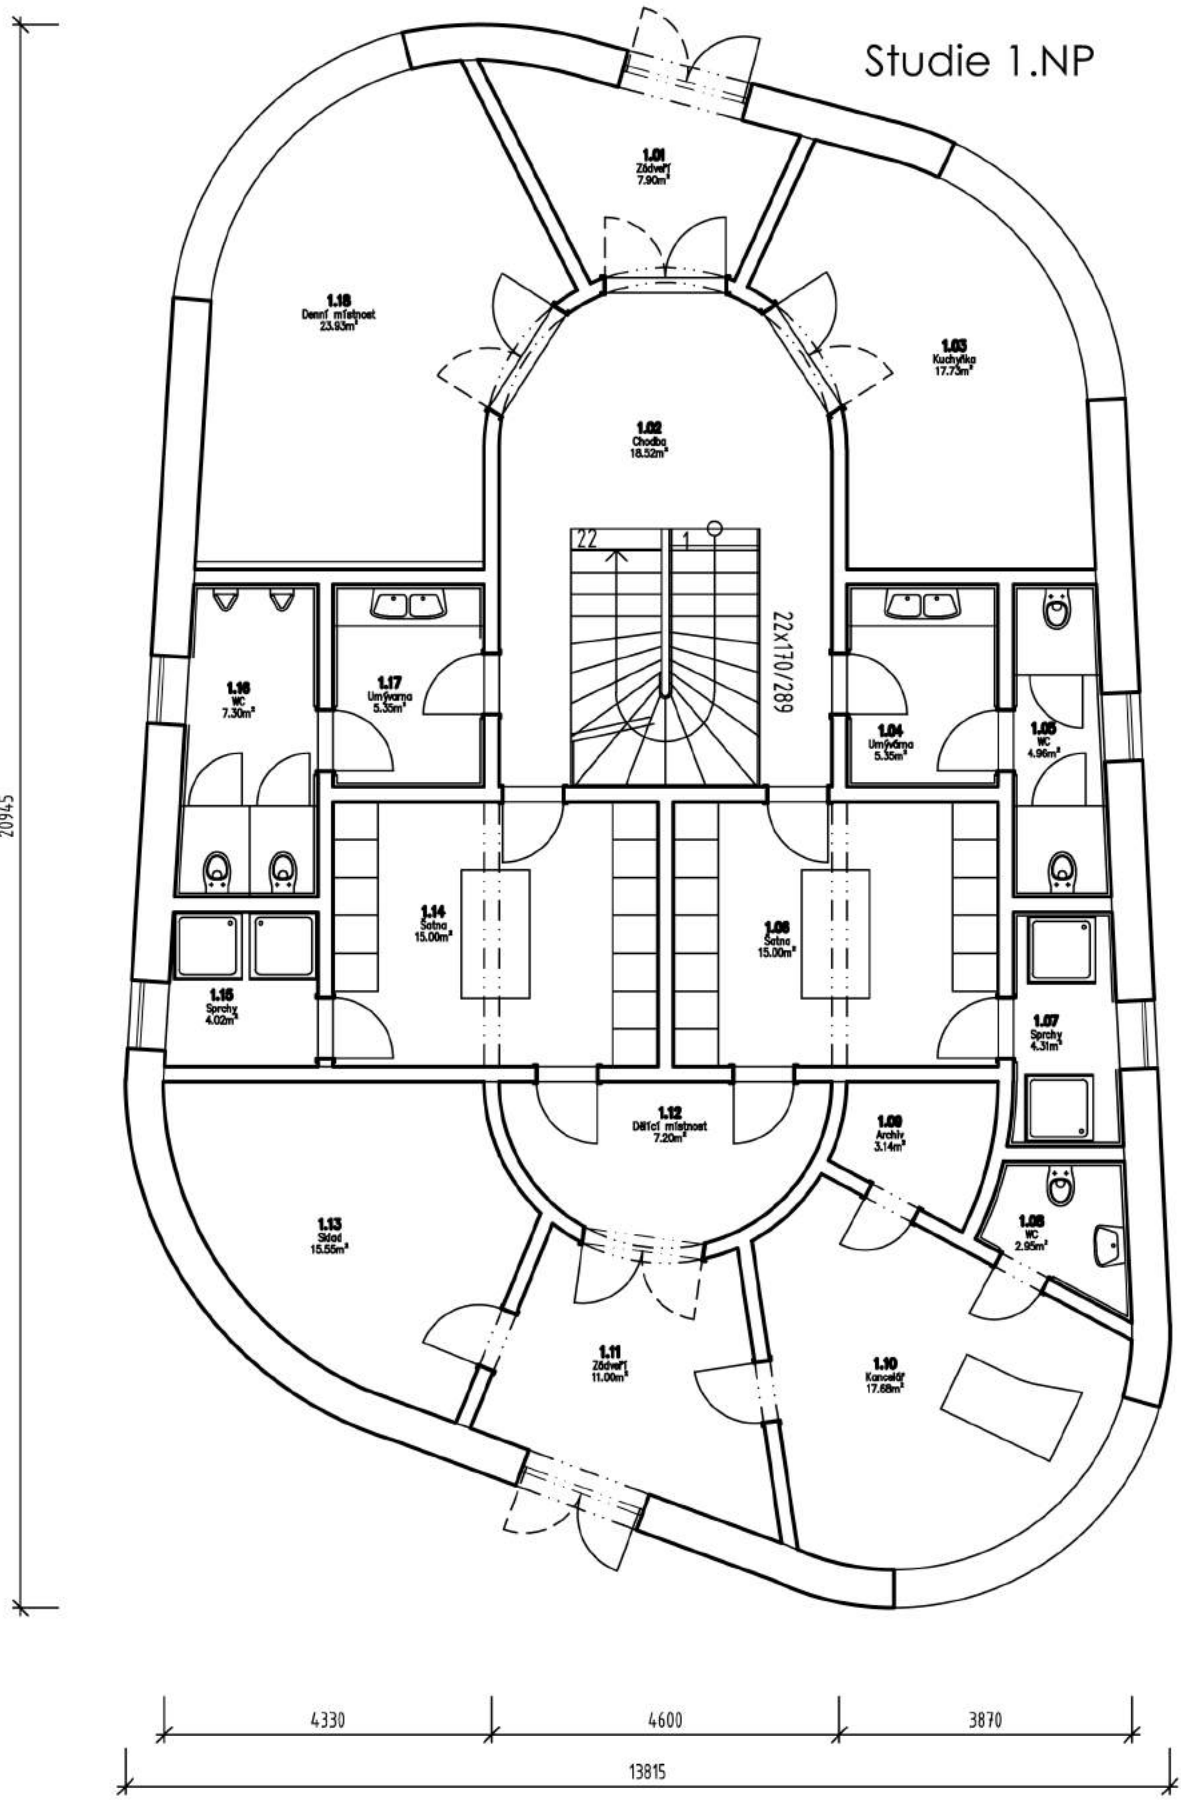 Studie 1.NP
1.01
Zádveří
7.90m²
1.18
Denní místnost
23.93m²
1.03
Kuchyňka
17.73m²
1.02
Chodba
18.52m²
22
1
22x170/289
1.16
WC
7.30m²
1.17
Umývarna
5.35m²
1.04
Umývárna
5.35m²
1.05
WC
4.96m²
20945
1.14
Šatna
15.00m²
1.06
Šatna
15.00m²
1.15
Sprchy
4.02m²
1.07
Sprchy
4.31m²
1.12
Dělící místnost
7.20m²
1.09
Archiv
3.14m²
1.13
Sklad
15.55m²
1.08
WC
2.95m²
1.11
Zádveří
11.00m²
1.10
Kancelář
17.68m²
4330
4600
3870
13815